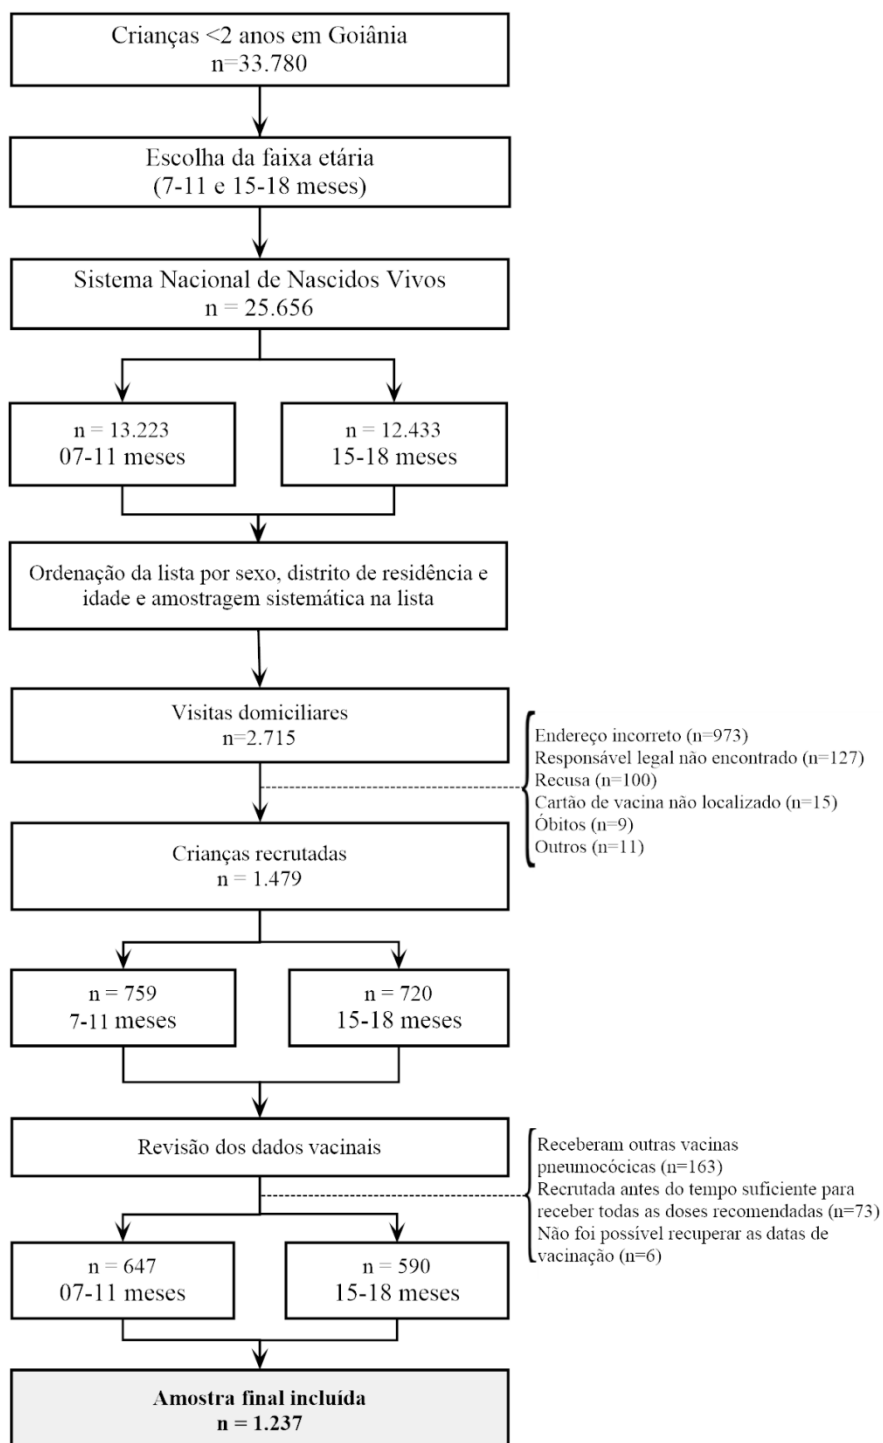 Crianças <2 anos em Goiânia
n=33.780
Escolha da faixa etária
(7-11 e 15-18 meses)
Sistema Nacional de Nascidos Vivos
n = 25.656
n = 13.223
07-11 meses
n = 12.433
15-18 meses
Ordenação da lista por sexo, distrito de residência e
idade e amostragem sistemática na lista
Visitas domiciliares
n=2.715
Endereço incorreto (n=973)
Responsável legal não encontrado (n=127)
Recusa (n=100)
Cartão de vacina não localizado (n=15)
Óbitos (n=9)
Outros (n=11)
Crianças recrutadas
n = 1.479
n = 759
7-11 meses
n = 720
15-18 meses
Revisão dos dados vacinais
Receberam outras vacinas
pneumocócicas (n=163)
Recrutada antes do tempo suficiente para
receber todas as doses recomendadas (n=73)
Não foi possível recuperar as datas de
vacinação (n=6)
n = 647
07-11 meses
n = 590
15-18 meses
Amostra final incluída
n = 1.237